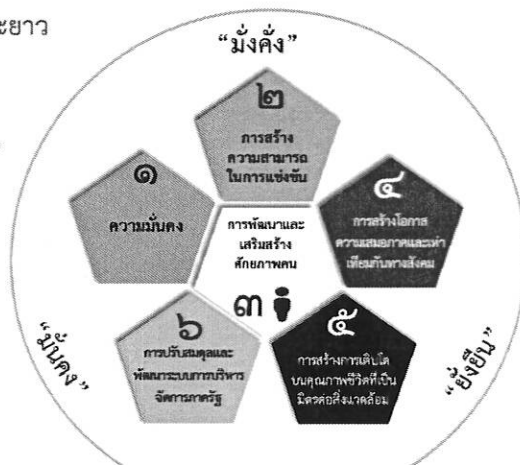 ะยาว
“มั่งคั่ง”
๒
การสร้าง
ความสามารถ
ในการแข่งขัน
๑
ความมั่นคง
๔
การสร้างโอกาส
ความเสมอภาคและเท่า
เทียมกันทางสังคม
การพัฒนาและ
เสริมสร้าง
ศักยภาพคน
๓
๖
การปรับสมดุลและ
พัฒนาระบบการบริหาร
จัดการภาครัฐ
๕
การสร้างการเติบโต
บนคุณภาพชีวิตที่เป็น
มิตรต่อสิ่งแวดล้อม
“มั่นคง”
“ยั่งยืน”